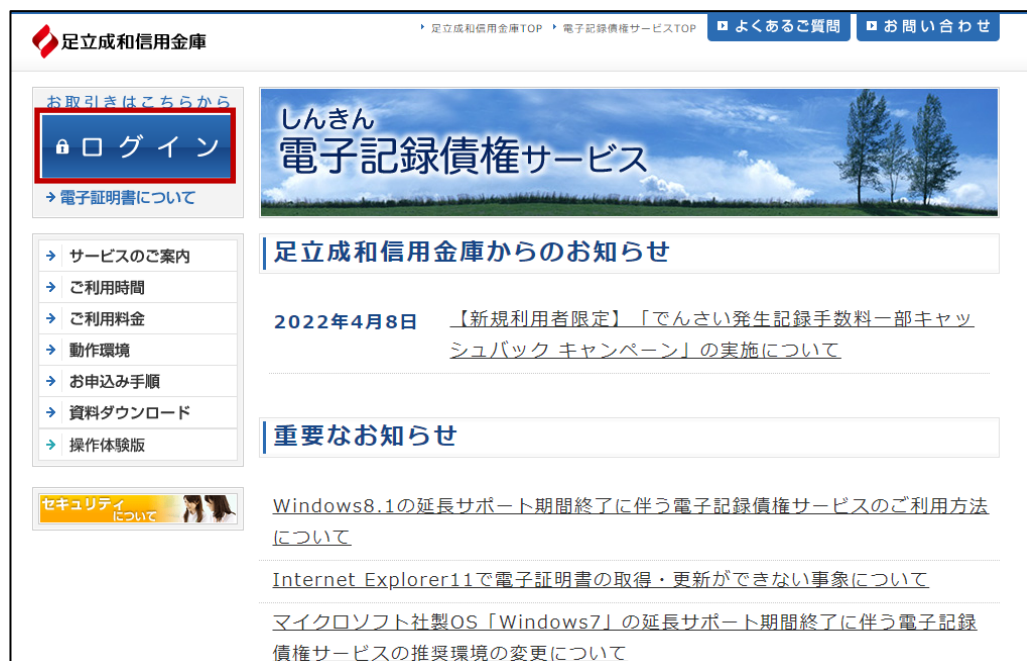 足立成和信用金庫
足立成和信用金庫TOP 電子記録債権サービスTOP
よくあるご質問
お問い合わせ
お取引きはこちらから
ログイン
電子証明書について
しんきん
電子記録債権サービス
サービスのご案内
ご利用時間
ご利用料金
動作環境
お申込み手順
資料ダウンロード
操作体験版
セキュリティ
について
足立成和信用金庫からのお知らせ
2022年4月8日 【新規利用者限定】「でんさい発生記録手数料一部キャッ
シュバック キャンペーン」の実施について
重要なお知らせ
Windows8.1の延長サポート期間終了に伴う電子記録債権サービスのご利用方法
について
Internet Explorer11で電子証明書の取得・更新ができない事象について
マイクロソフト社製OS「Windows7」の延長サポート期間終了に伴う電子記録
債権サービスの推奨環境の変更について